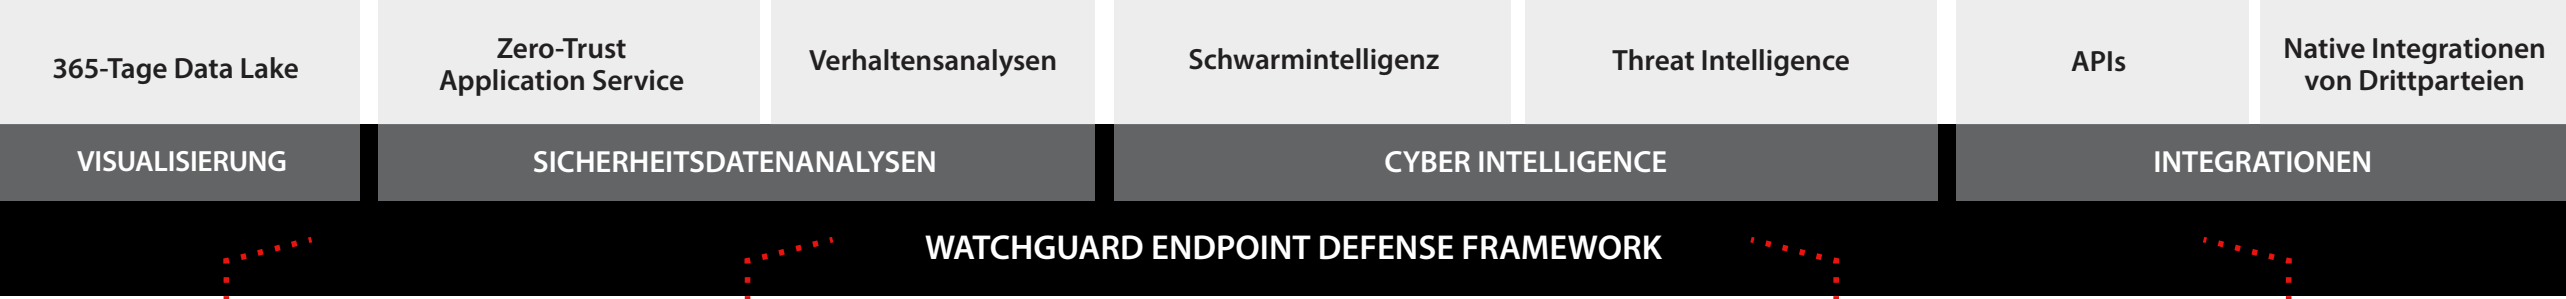 365-Tage Data Lake
Zero-Trust
Application Service
Verhaltensanalysen
Schwarmintelligenz
Threat Intelligence
APIs
Native Integrationen
von Drittparteien
VISUALISIERUNG
SICHERHEITSDATENANALYSEN
CYBER INTELLIGENCE
INTEGRATIONEN
WATCHGUARD ENDPOINT DEFENSE FRAMEWORK